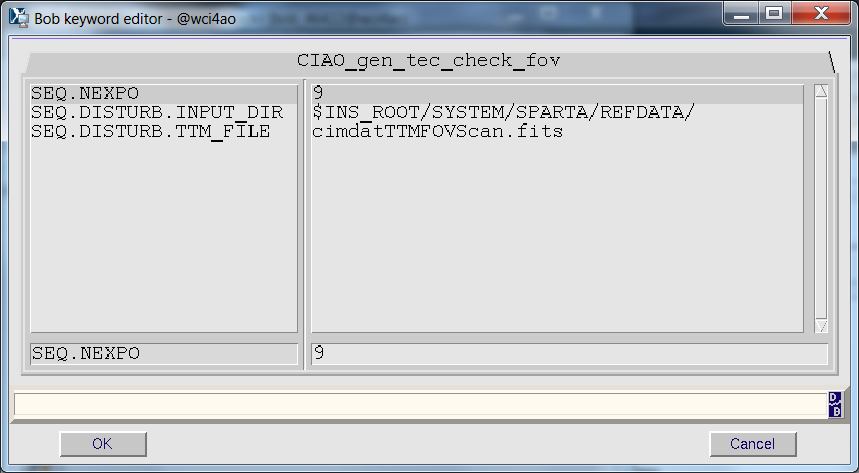 Bob keyword editor - @wci4ao
CIAO_gen_tec_check_fov
SEQ.NEXPO 9
SEQ.DISTURB.INPUT_DIR $INS_ROOT/SYSTEM/SPARTA/REFDATA/
SEQ.DISTURB.TTM_FILE cimdatTTMFOVScan.fits
SEQ.NEXPO 9
D
B
OK Cancel